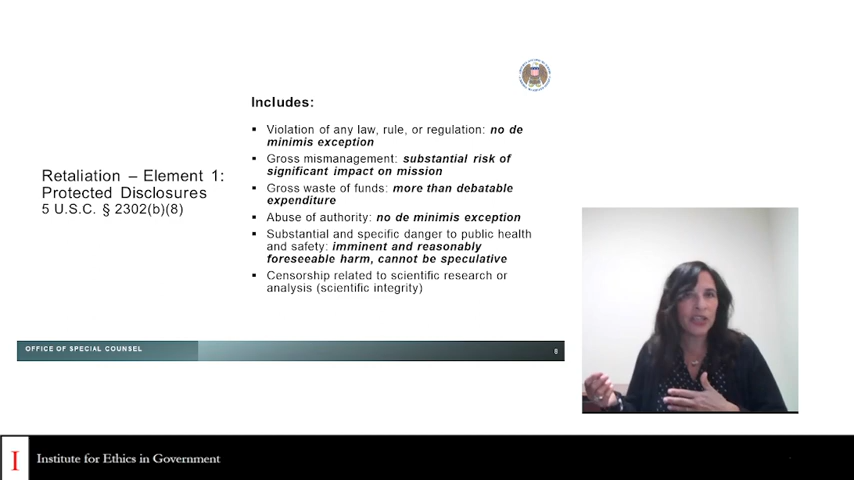 Includes:
▪ Violation of any law, rule, or regulation: no de
minimis exception
▪ Gross mismanagement: substantial risk of
significant impact on mission
▪ Gross waste of funds: more than debatable
expenditure
▪ Abuse of authority: no de minimis exception
▪ Substantial and specific danger to public health
and safety: imminent and reasonably
foreseeable harm, cannot be speculative
▪ Censorship related to scientific research or
analysis (scientific integrity)
Retaliation – Element 1:
Protected Disclosures
5 U.S.C. § 2302(b)(8)
OFFICE OF SPECIAL COUNSEL
8
I
Institute for Ethics in Government